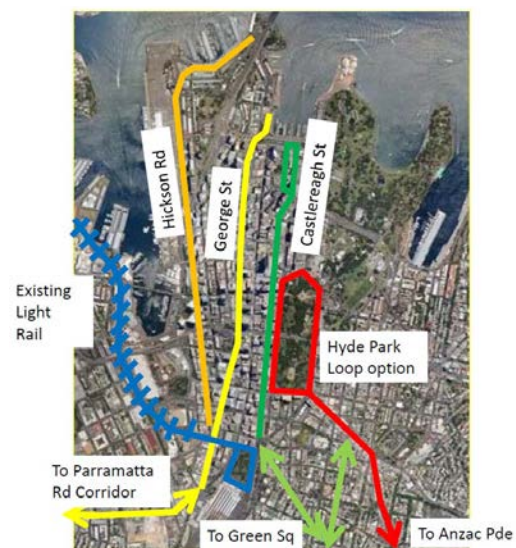 Hickson Rd
George St
Castlereagh St
Existing
Light
Rail
Hyde Park
Loop option
To Parramatta
Rd Corridor
To Green Sq
To Anzac Pde